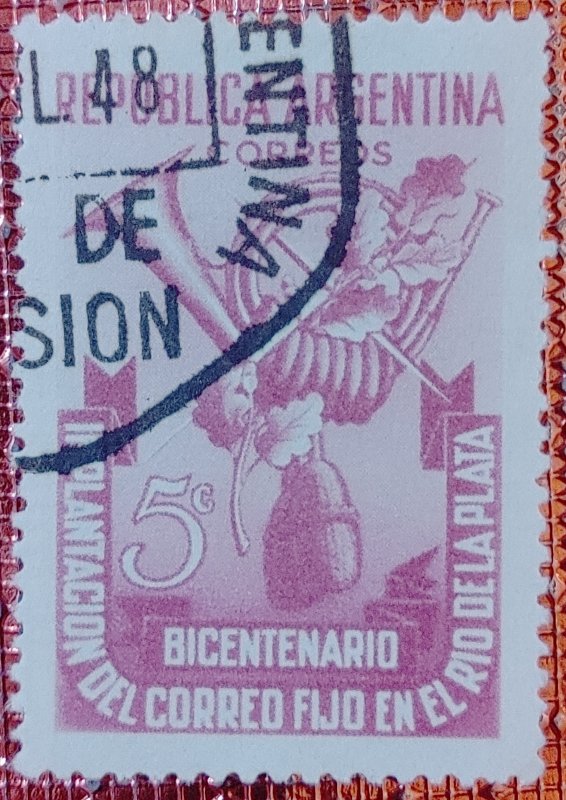 REPUBLICA ARGENTINA
CORREOS
L. 48
DE
SION
ENTINA
5c
BICENTENARIO
IMPLANTACION DEL CORREO FIJO EN EL RIO DE LA PLATA